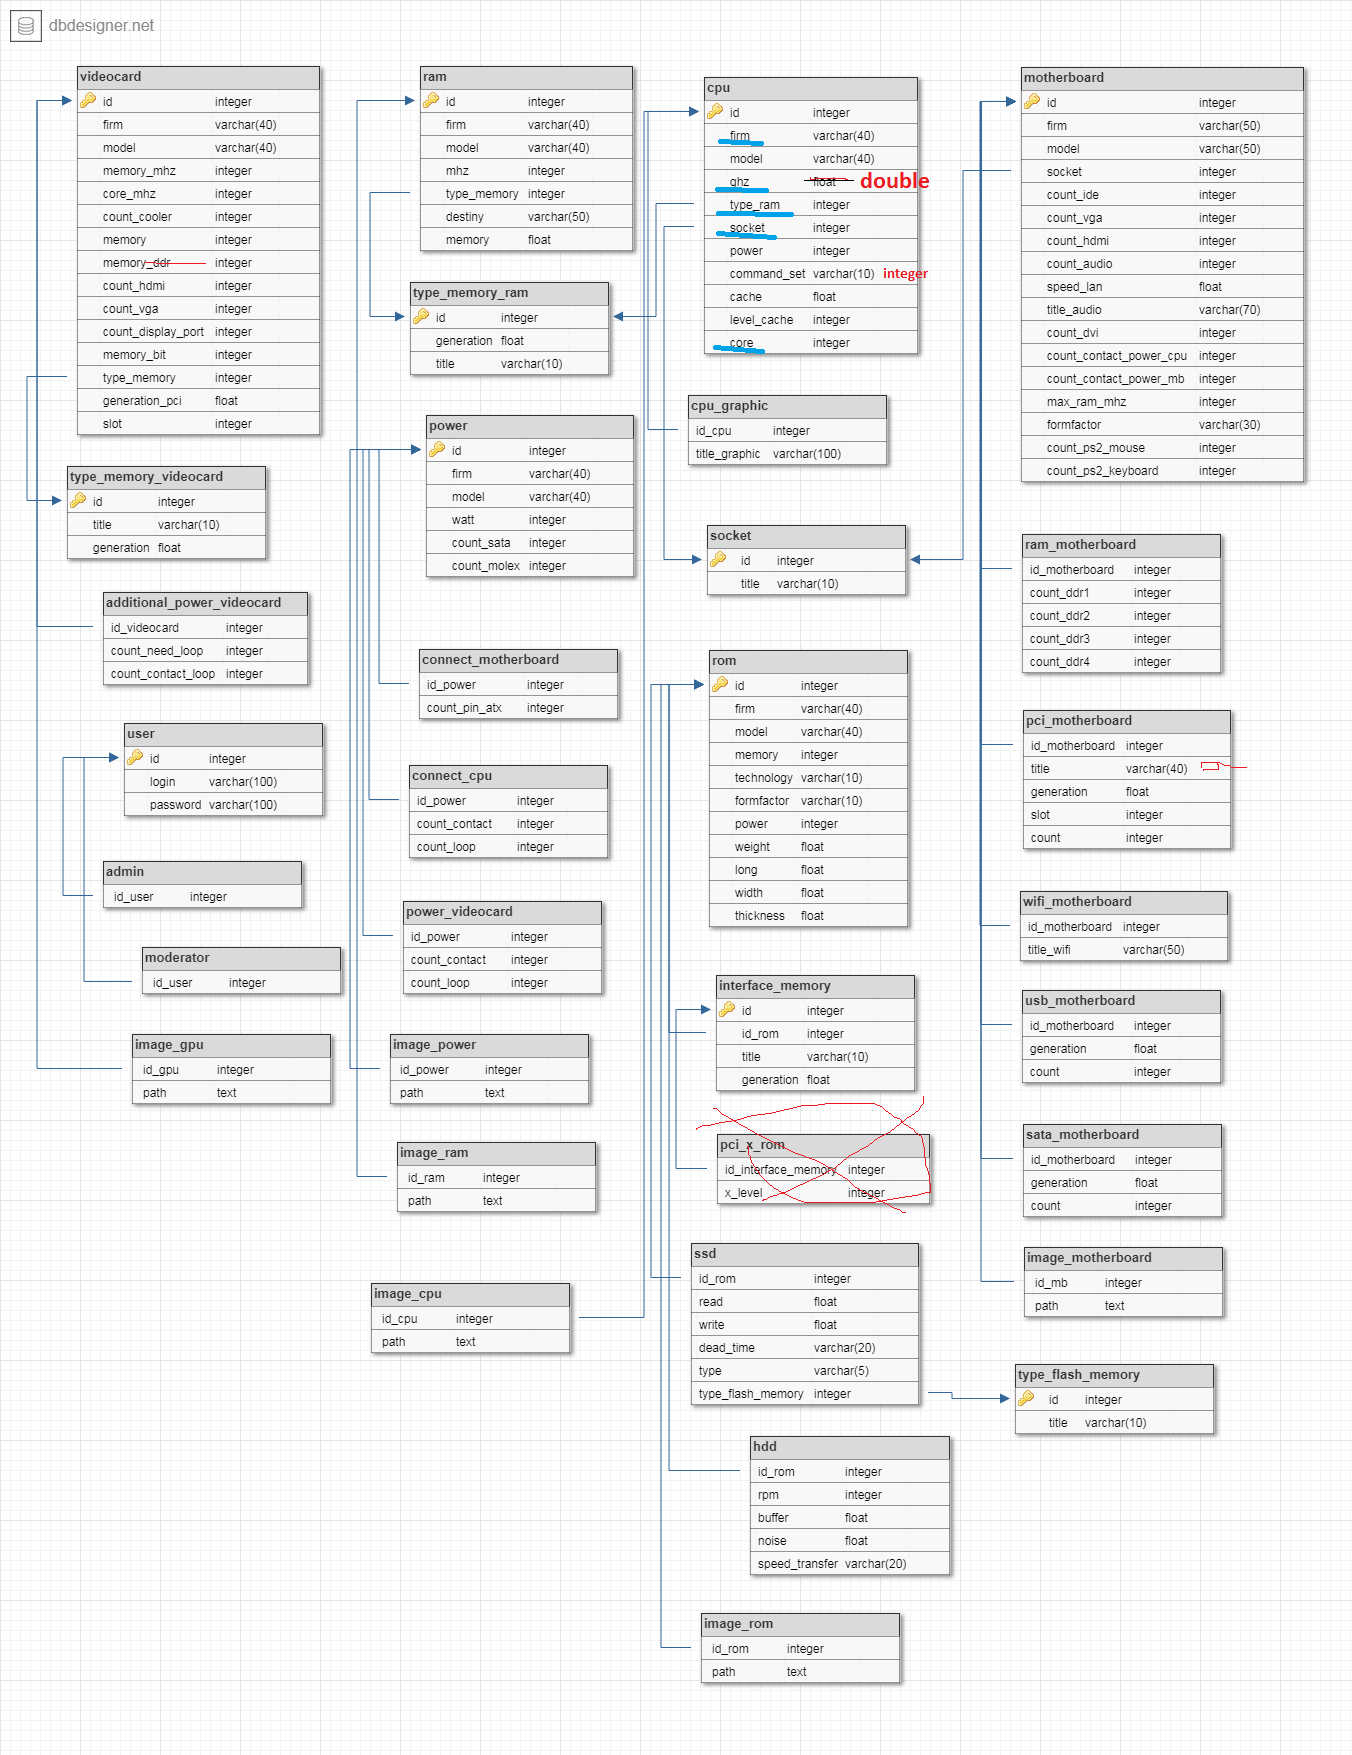 dbdesigner.net
videocard
id integer
firm varchar(40)
model varchar(40)
memory_mhz integer
core_mhz integer
count_cooler integer
memory integer
memory_ddr integer
count_hdmi integer
count_vga integer
count_display_port integer
memory_bit integer
type_memory integer
generation_pci float
slot integer
type_memory_videocard
id integer
title varchar(10)
generation float
additional_power_videocard
id_videocard integer
count_need_loop integer
count_contact_loop integer
user
id integer
login varchar(100)
password varchar(100)
admin
id_user integer
moderator
id_user integer
image_gpu
id_gpu integer
path text
ram
id integer
firm varchar(40)
model varchar(40)
mhz integer
type_memory integer
destiny varchar(50)
memory float
type_memory_ram
id integer
generation float
title varchar(10)
power
id integer
firm varchar(40)
model varchar(40)
watt integer
count_sata integer
count_molex integer
connect_motherboard
id_power integer
count_pin_atx integer
connect_cpu
id_power integer
count_contact integer
count_loop integer
power_videocard
id_power integer
count_contact integer
count_loop integer
image_power
id_power integer
path text
image_ram
id_ram integer
path text
image_cpu
id_cpu integer
path text
cpu
id integer
firm varchar(40)
model varchar(40)
ghz float double
type_ram integer
socket integer
power integer
command_set varchar(10) integer
cache float
level_cache integer
core integer
cpu_graphic
id_cpu integer
title_graphic varchar(100)
socket
id integer
title varchar(10)
rom
id integer
firm varchar(40)
model varchar(40)
memory integer
technology varchar(10)
formfactor varchar(10)
power integer
weight float
long float
width float
thickness float
interface_memory
id integer
id_rom integer
title varchar(10)
generation float
pci_x_rom
id_interface_memory integer
x_level integer
ssd
id_rom integer
read float
write float
dead_time varchar(20)
type varchar(5)
type_flash_memory integer
hdd
id_rom integer
rpm integer
buffer float
noise float
speed_transfer varchar(20)
image_rom
id_rom integer
path text
motherboard
id integer
firm varchar(50)
model varchar(50)
socket integer
count_ide integer
count_vga integer
count_hdmi integer
count_audio integer
speed_lan float
title_audio varchar(70)
count_dvi integer
count_contact_power_cpu integer
count_contact_power_mb integer
max_ram_mhz integer
formfactor varchar(30)
count_ps2_mouse integer
count_ps2_keyboard integer
ram_motherboard
id_motherboard integer
count_ddr1 integer
count_ddr2 integer
count_ddr3 integer
count_ddr4 integer
pci_motherboard
id_motherboard integer
title varchar(40)
generation float
slot integer
count integer
wifi_motherboard
id_motherboard integer
title_wifi varchar(50)
usb_motherboard
id_motherboard integer
generation float
count integer
sata_motherboard
id_motherboard integer
generation float
count integer
image_motherboard
id_mb integer
path text
type_flash_memory
id integer
title varchar(10)